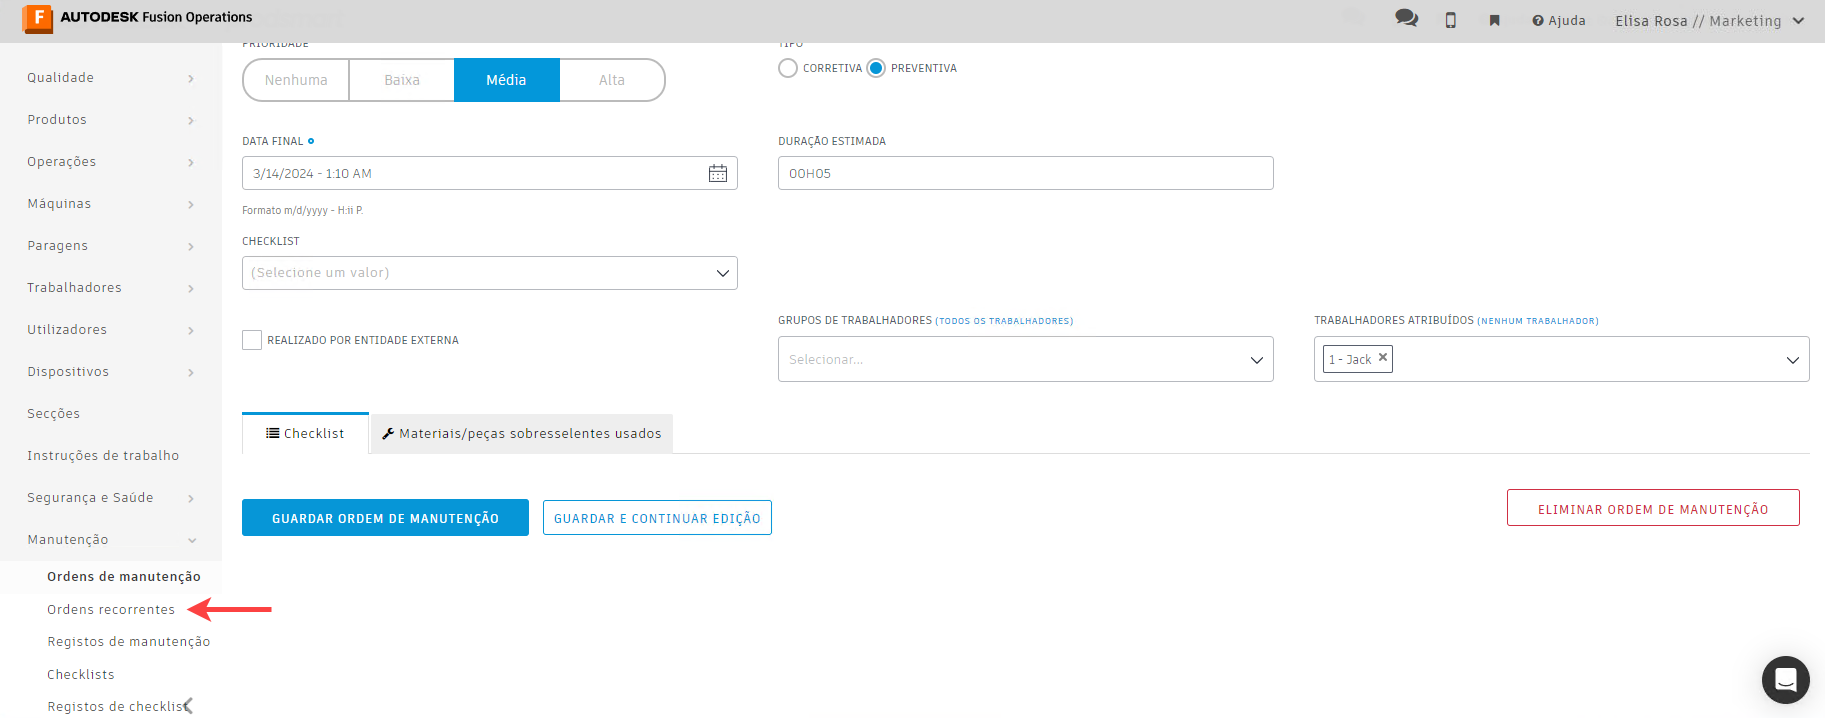 AUTODESK Fusion Operations
Ajuda
Elisa Rosa // Marketing
Qualidade
Produtos
Operações
Máquinas
Paragens
Trabalhadores
Utilizadores
Dispositivos
Secções
Instruções de trabalho
Segurança e Saúde
Manutenção
Ordens de manutenção
Ordens recorrentes
Registos de manutenção
Checklists
Registos de checklist
PRIORIDADE
Nenhuma
Baixa
Média
Alta
TIPO
CORRETIVA
PREVENTIVA
DATA FINAL
3/14/2024 - 1:10 AM
Formato m/d/yyyy - H:ii P.
DURAÇÃO ESTIMADA
00H05
CHECKLIST
(Selecione um valor)
REALIZADO POR ENTIDADE EXTERNA
GRUPOS DE TRABALHADORES (TODOS OS TRABALHADORES)
Selecionar...
TRABALHADORES ATRIBUÍDOS (NENHUM TRABALHADOR)
1 - Jack
Checklist
Materiais/peças sobresselentes usados
GUARDAR ORDEM DE MANUTENÇÃO
GUARDAR E CONTINUAR EDIÇÃO
ELIMINAR ORDEM DE MANUTENÇÃO